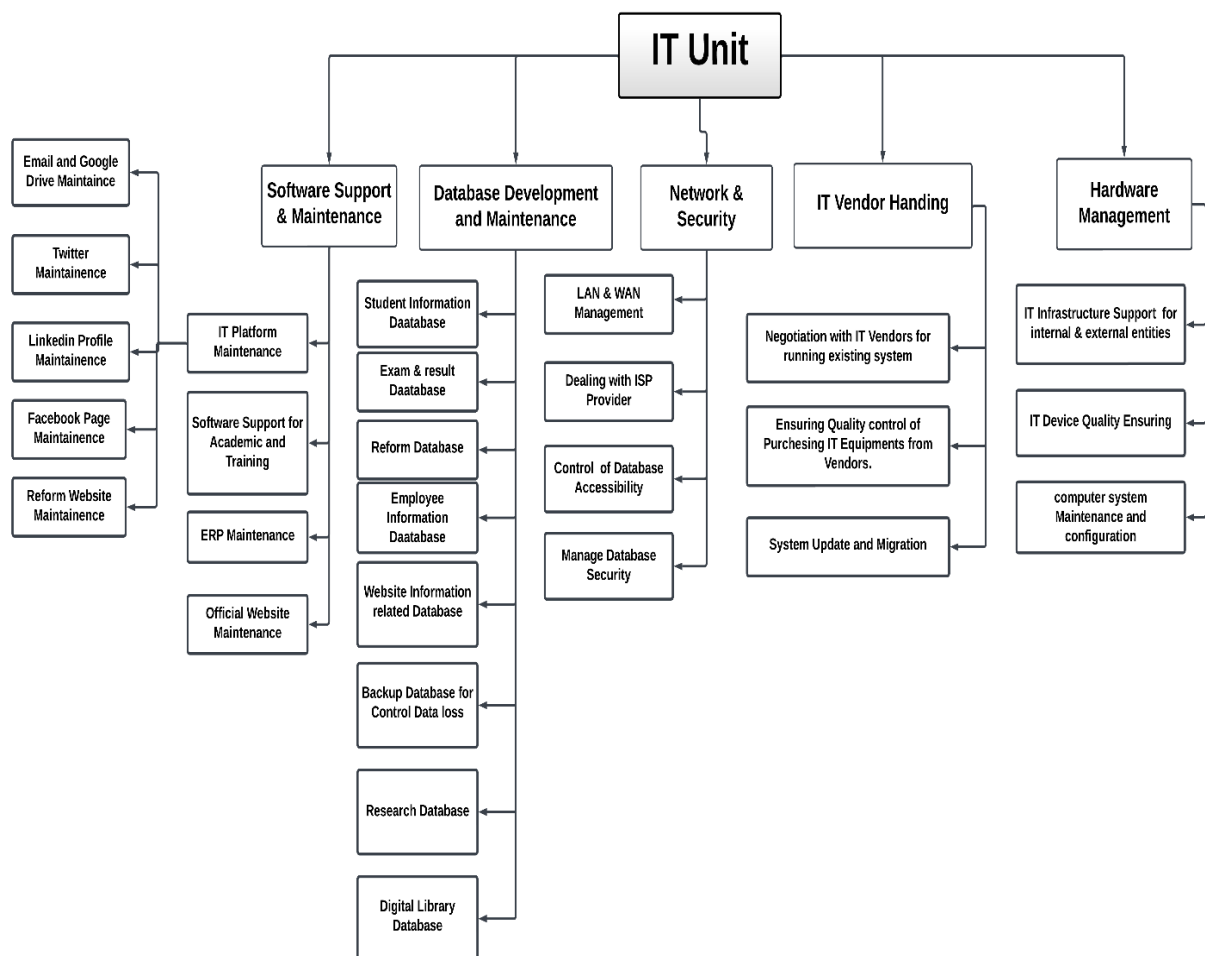 IT Unit
Software Support
& Maintenance
Database Development
and Maintenance
Network &
Security
IT Vendor Handing
Hardware
Management
Email and Google
Drive Maintaince
Twitter
Maintainence
Linkedin Profile
Maintainence
Facebook Page
Maintainence
Reform Website
Maintainence
IT Platform
Maintenance
Software Support for
Academic and
Training
ERP Maintenance
Official Website
Maintenance
Student Information
Daatabase
Exam & result
Daatabase
Reform Database
Employee
Information
Daatabase
Website Information
related Database
Backup Database for
Control Data loss
Research Database
Digital Library
Database
LAN & WAN
Management
Dealing with ISP
Provider
Control of Database
Accessibility
Manage Database
Security
Negotiation with IT Vendors for
running existing system
Ensuring Quality control of
Purchesing IT Equipments from
Vendors.
System Update and Migration
IT Infrastructure Support for
internal & external entities
IT Device Quality Ensuring
computer system
Maintenance and
configuration